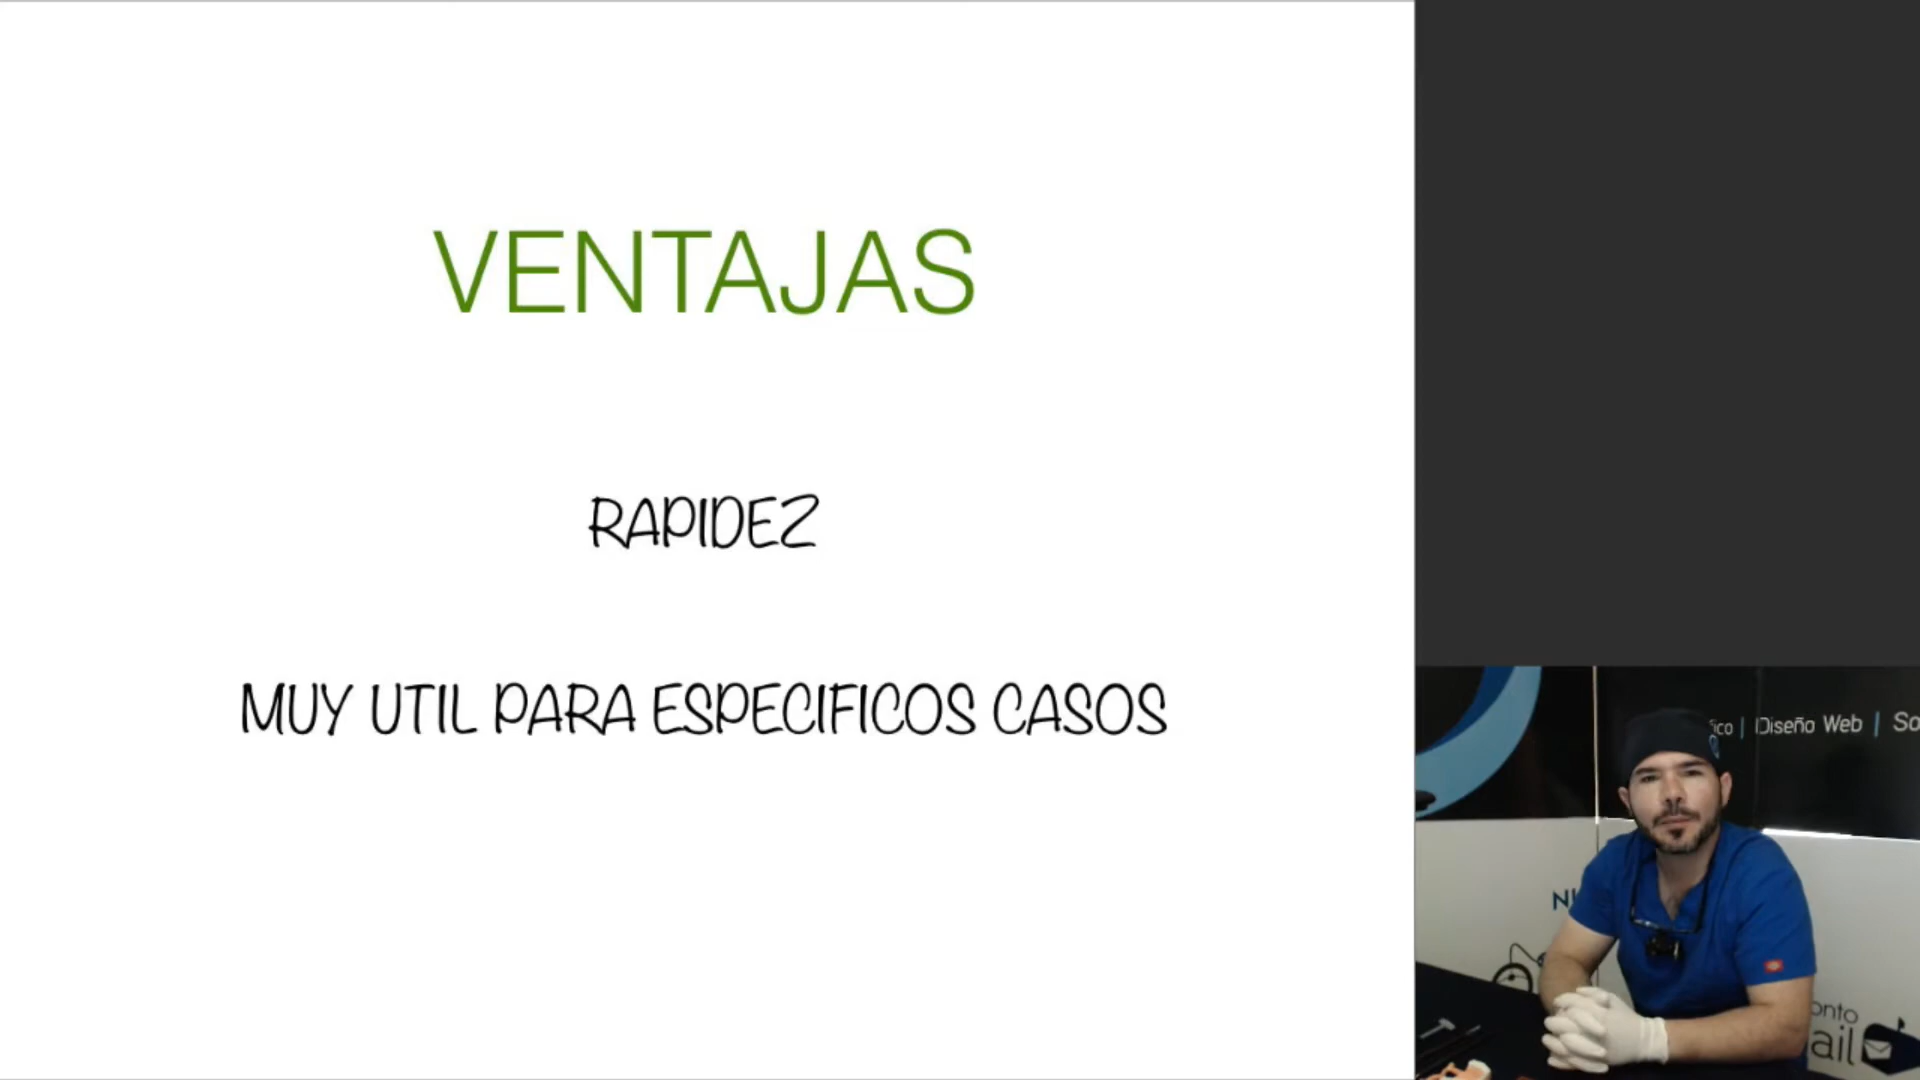 VENTAJAS
RAPIDEZ
MUY UTIL PARA ESPECIFICOS CASOS
| Diseño Web |